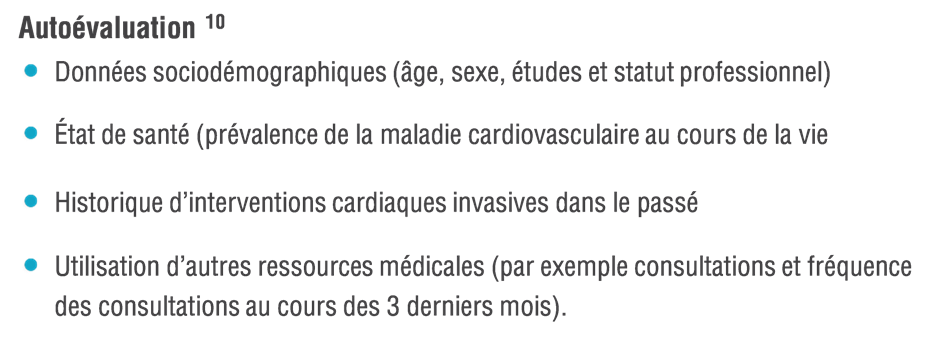 Autoévaluation 10
• Données sociodémographiques (âge, sexe, études et statut professionnel)
• État de santé (prévalence de la maladie cardiovasculaire au cours de la vie
• Historique d’interventions cardiaques invasives dans le passé
• Utilisation d’autres ressources médicales (par exemple consultations et fréquence
des consultations au cours des 3 derniers mois).